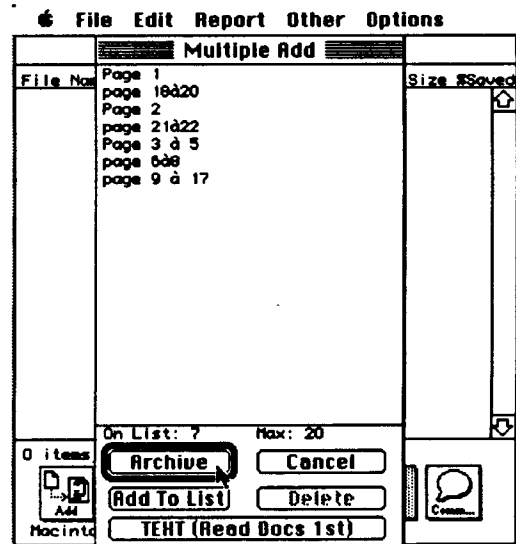 File Edit Report Other Options
Multiple Add
File Nam Size %Saved
Page 1
page 18à20
Page 2
page 21à22
Page 3 à 5
page 6à8
page 9 à 17
On List: 7 Max: 20
0 items
Archive Cancel
Add To List Delete
Add Comm...
Macinto
TEHT (Read Docs 1st)